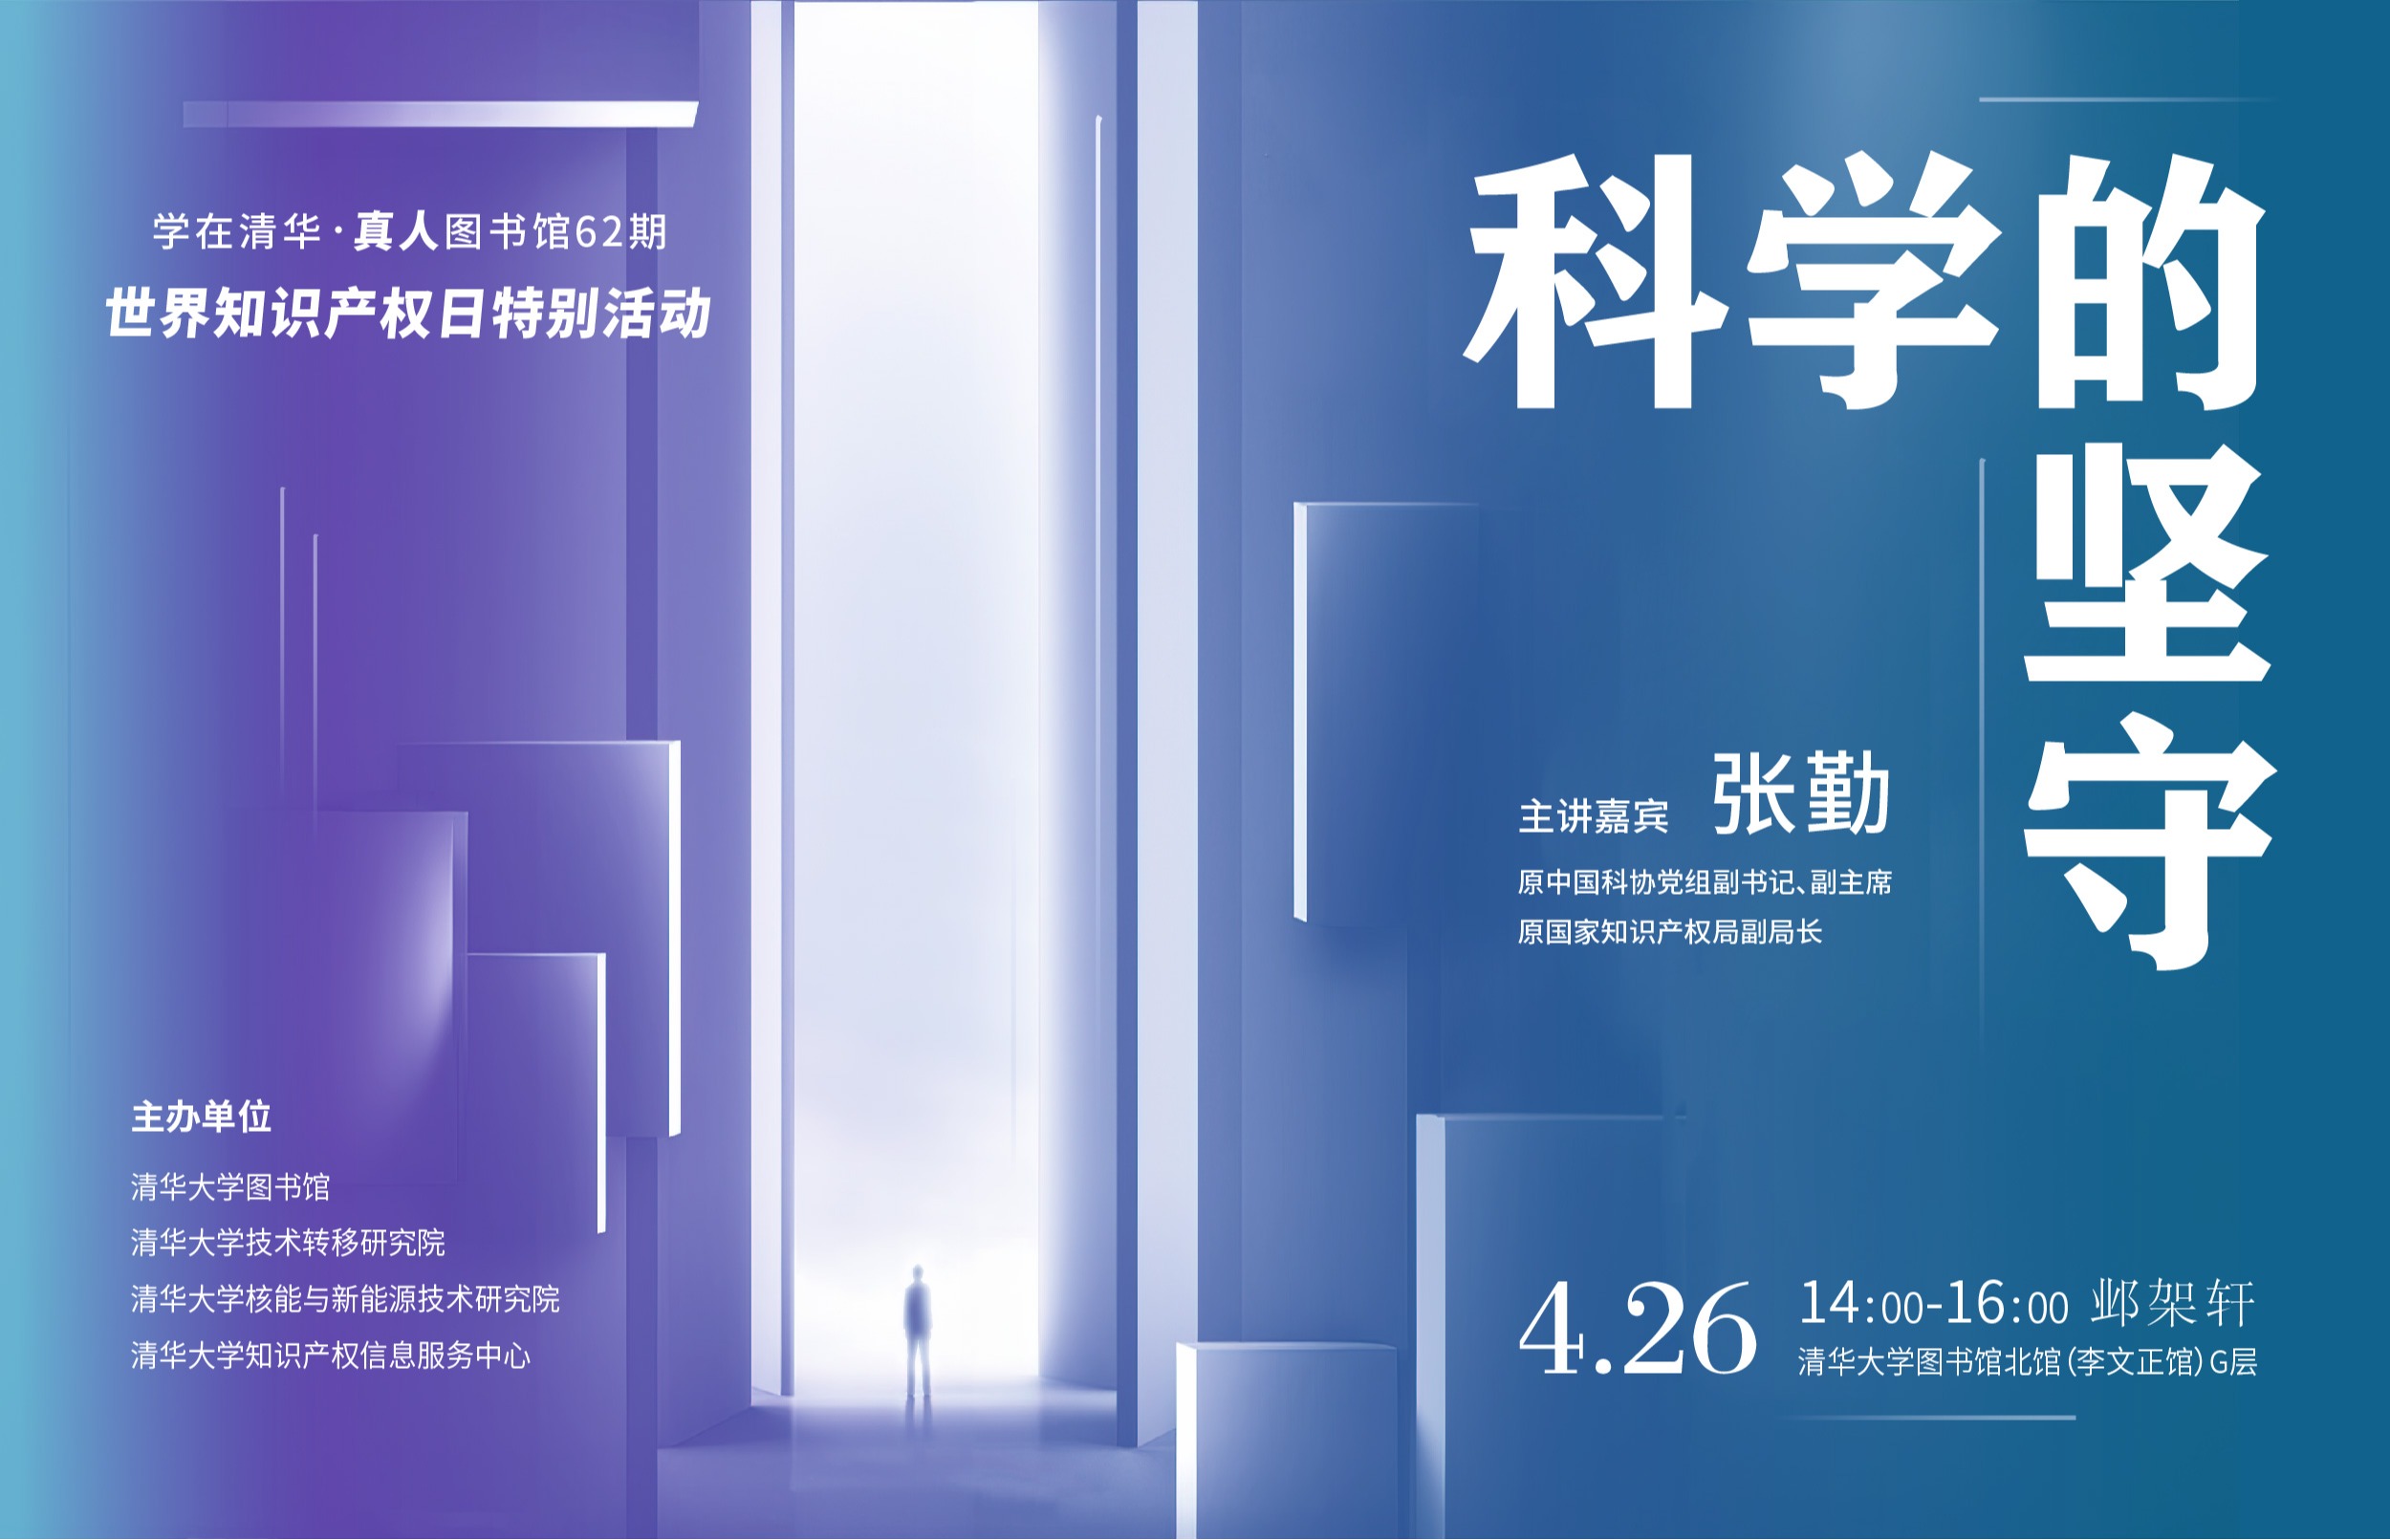 学在清华·真人图书馆62期
世界知识产权日特别活动
科学的
坚
守
主讲嘉宾 张勤
原中国科协党组副书记、副主席
原国家知识产权局副局长
主办单位
清华大学图书馆
清华大学技术转移研究院
清华大学核能与新能源技术研究院
清华大学知识产权信息服务中心
4.26 14:00-16:00 邺架轩
清华大学图书馆北馆(李文正馆)G层